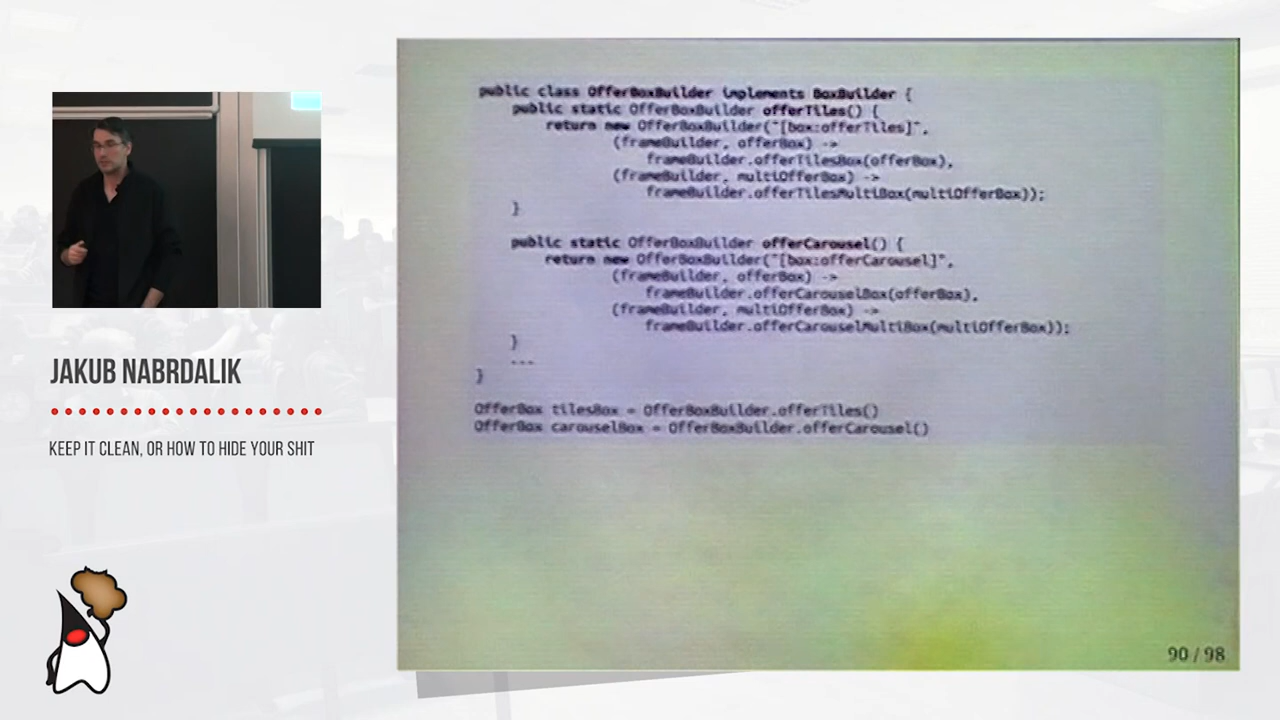 JAKUB NABRDALIK
KEEP IT CLEAN, OR HOW TO HIDE YOUR SHIT
public class OfferBoxBuilder implements BoxBuilder {
public static OfferBoxBuilder offerTiles() {
return new OfferBoxBuilder("[box:offerTiles]",
(frameBuilder, offerBox) ->
frameBuilder.offerTilesBox(offerBox),
(frameBuilder, multiOfferBox) ->
frameBuilder.offerTilesMultiBox(multiOfferBox));
}
public static OfferBoxBuilder offerCarousel() {
return new OfferBoxBuilder("[box:offerCarousel]",
(frameBuilder, offerBox) ->
frameBuilder.offerCarouselBox(offerBox),
(frameBuilder, multiOfferBox) ->
frameBuilder.offerCarouselMultiBox(multiOfferBox));
}
...
}
OfferBox tilesBox = OfferBoxBuilder.offerTiles()
OfferBox carouselBox = OfferBoxBuilder.offerCarousel()
90 / 98